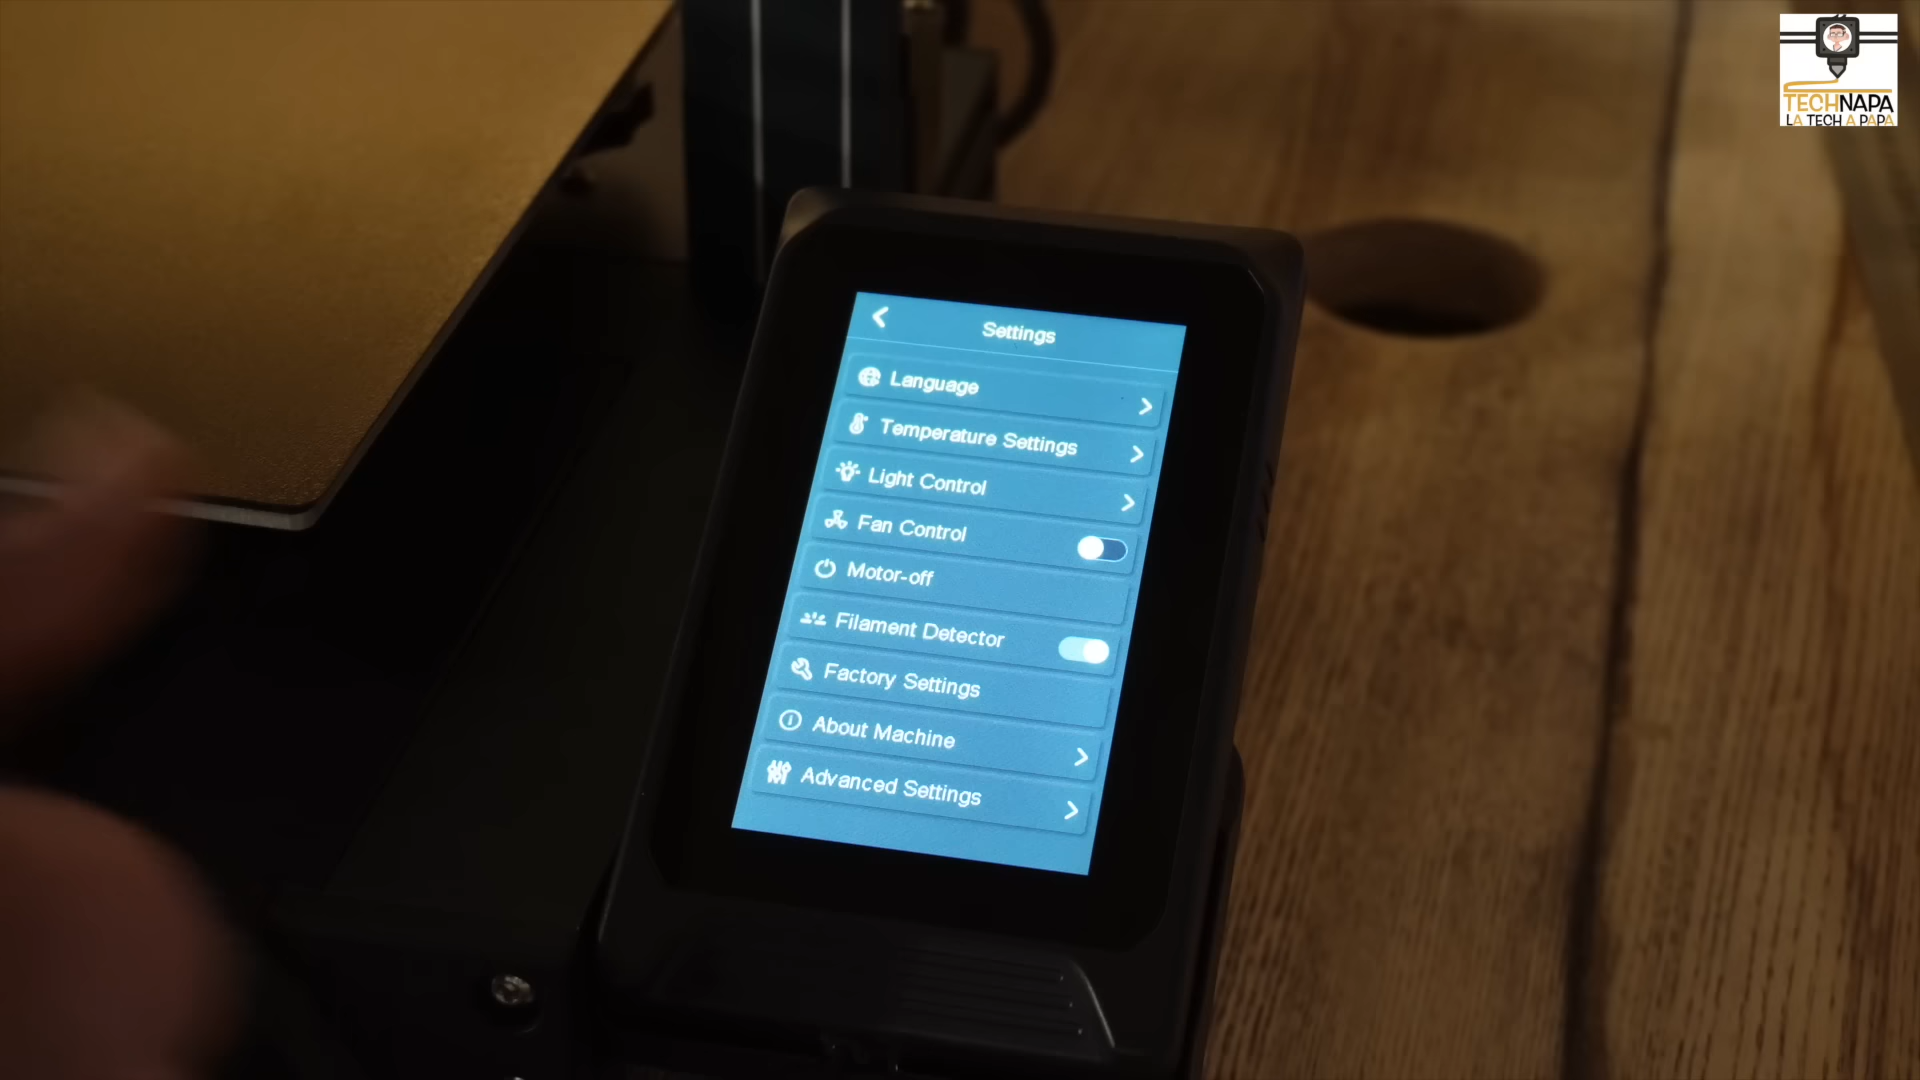 Settings
Language
Temperature Settings
Light Control
Fan Control
Motor-off
Filament Detector
Factory Settings
About Machine
Advanced Settings
TECHNAPA
LA TECH A PAPA